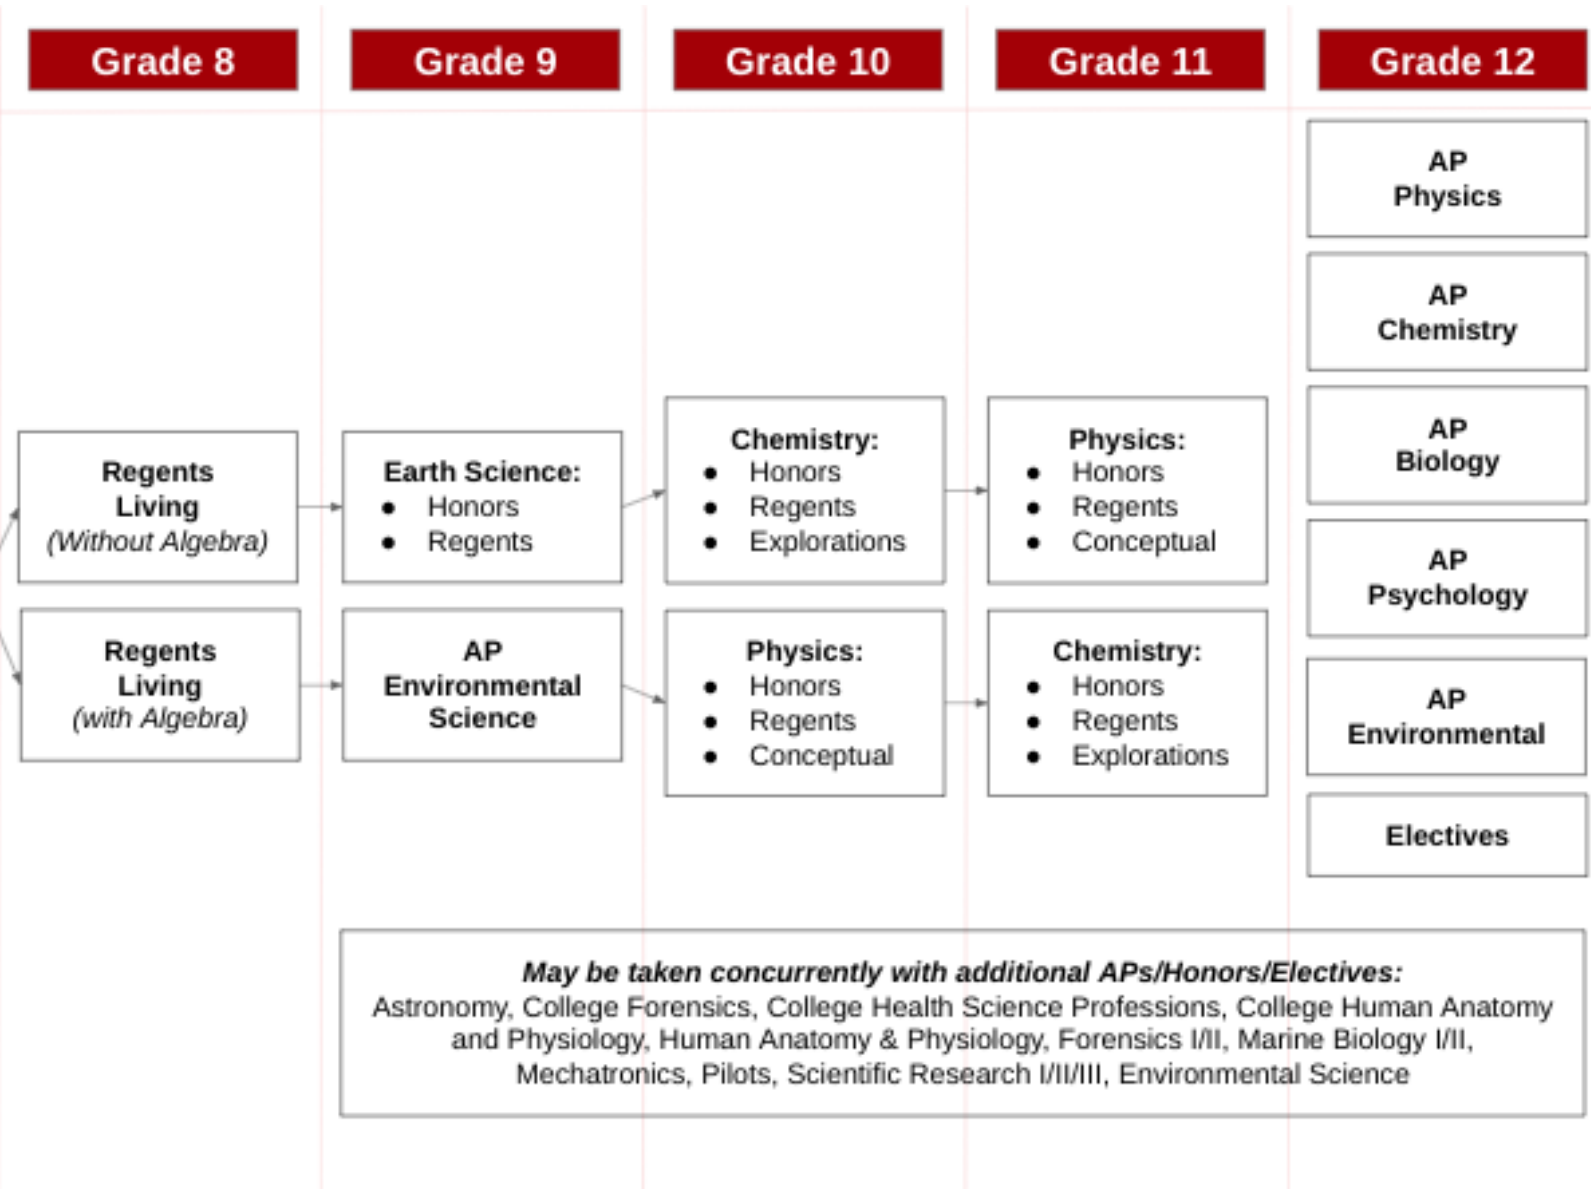 Grade 8
Grade 9
Grade 10
Grade 11
Grade 12
Regents
Living
(Without Algebra)
Regents
Living
(with Algebra)
Earth Science:
● Honors
● Regents
AP
Environmental
Science
Chemistry:
● Honors
● Regents
● Explorations
Physics:
● Honors
● Regents
● Conceptual
Physics:
● Honors
● Regents
● Conceptual
Chemistry:
● Honors
● Regents
● Explorations
AP
Physics
AP
Chemistry
AP
Biology
AP
Psychology
AP
Environmental
Electives
May be taken concurrently with additional APs/Honors/Electives:
Astronomy, College Forensics, College Health Science Professions, College Human Anatomy
and Physiology, Human Anatomy & Physiology, Forensics I/II, Marine Biology I/II,
Mechatronics, Pilots, Scientific Research I/II/III, Environmental Science